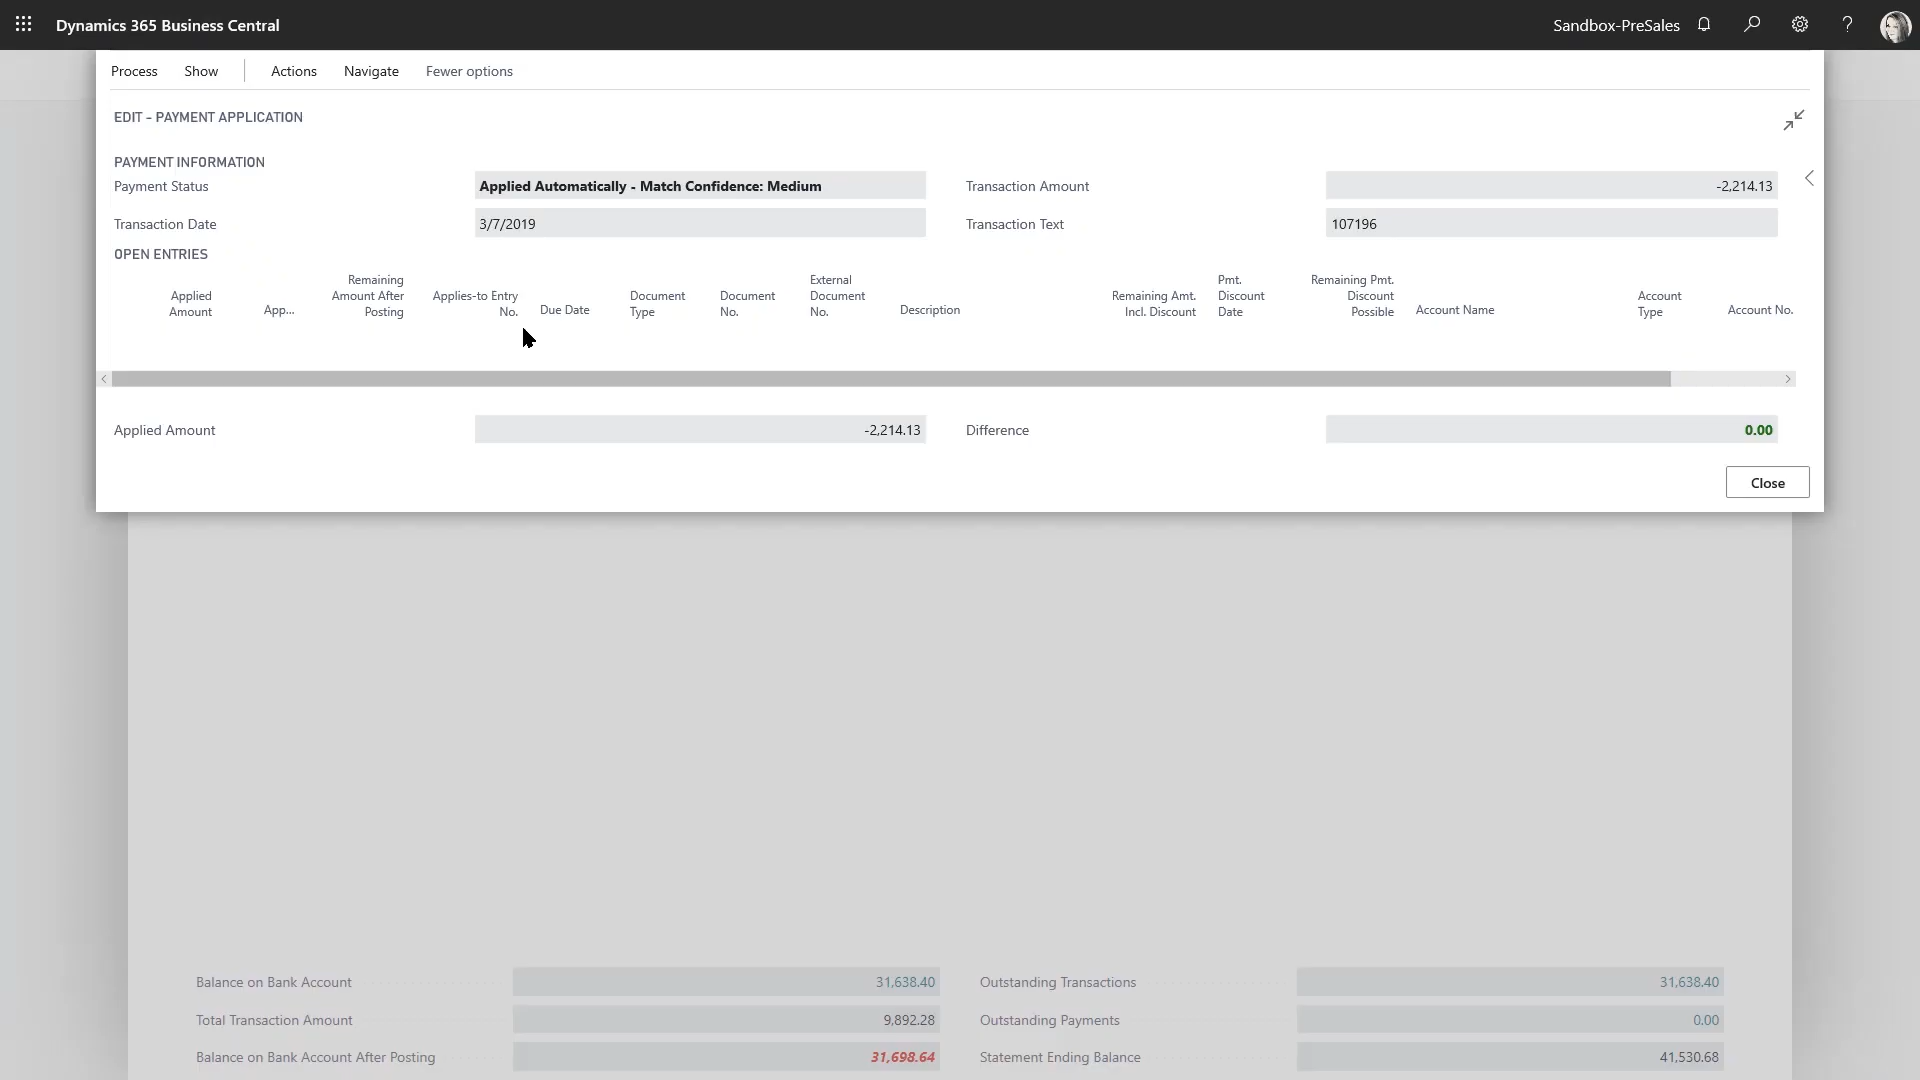 Dynamics 365 Business Central
Sandbox-PreSales
?
Process Show Actions Navigate Fewer options
EDIT - PAYMENT APPLICATION
PAYMENT INFORMATION
Payment Status Applied Automatically - Match Confidence: Medium Transaction Amount -2,214.13
Transaction Date 3/7/2019 Transaction Text 107196
OPEN ENTRIES
Applied Amount
App...
Remaining Amount After Posting
Applies-to Entry No.
Due Date
Document Type
Document No.
External Document No.
Description
Remaining Amt. Incl. Discount
Pmt. Discount Date
Remaining Pmt. Discount Possible
Account Name
Account Type
Account No.
Applied Amount -2,214.13 Difference 0.00
Close
Balance on Bank Account 31,638.40 Outstanding Transactions 31,638.40
Total Transaction Amount 9,892.28 Outstanding Payments 0.00
Balance on Bank Account After Posting 31,698.64 Statement Ending Balance 41,530.68